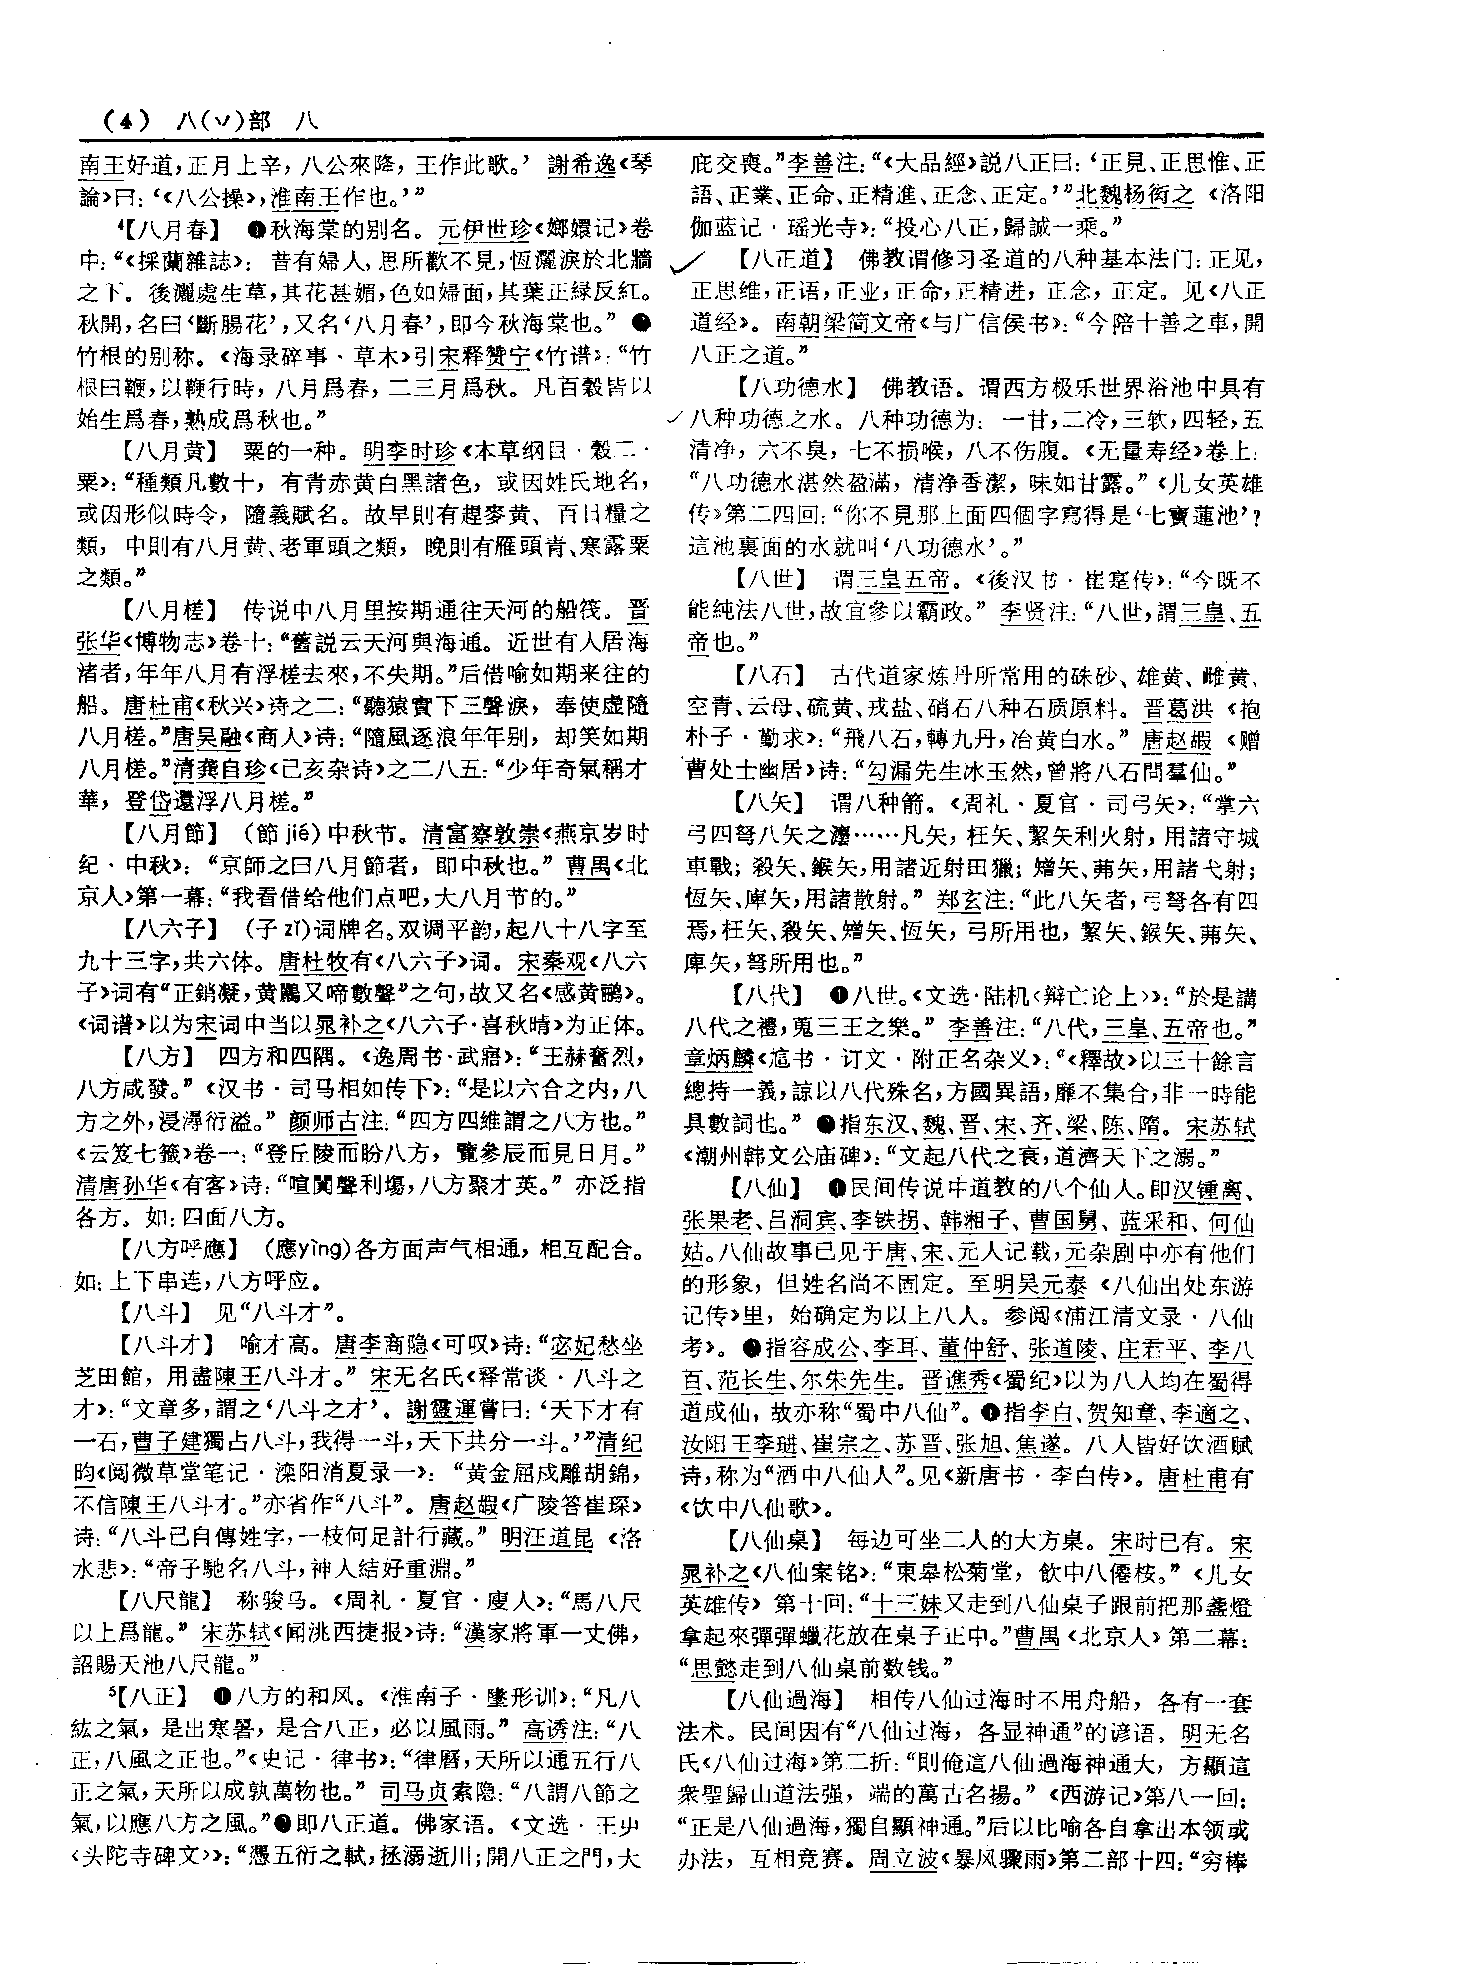 (4) 八(丷)部 八
南王好道,正月上辛,八公來降,王作此歌。’ 謝希逸《琴
論》曰:‘《八公操》,淮南王作也。’”
4【八月春】 ❶秋海棠的别名。元伊世珍《嫏嬛记》卷
中:“《採蘭雜誌》: 昔有婦人,思所歡不見,恆灑淚於北牆
之下。後灑處生草,其花甚媚,色如婦面,其葉正緑反紅。
秋開,名曰‘斷腸花’,又名‘八月春’,即今秋海棠也。”❷
竹根的别称。《海录碎事·草木》引宋释赞宁《竹谱》:“竹
根曰鞭,以鞭行時,八月爲春,二三月爲秋。凡百穀皆以
始生爲春,熟成爲秋也。”
【八月黄】 粟的一种。明李时珍《本草纲目·穀二·
粟》:“種類凡數十,有青赤黄白黑諸色,或因姓氏地名,
或因形似時令,隨義賦名。故早則有趕麥黄、百日糧之
類,中則有八月黄、老軍頭之類,晚則有雁頭青、寒露粟
之類。”
【八月槎】 传说中八月里按期通往天河的船筏。晋
张华《博物志》卷十:“舊説云天河與海通。近世有人居海
渚者,年年八月有浮槎去來,不失期。”后借喻如期来往的
船。唐杜甫《秋兴》诗之二:“聽猿實下三聲淚,奉使虚隨
八月槎。”唐吴融《商人》诗:“隨風逐浪年年别,却笑如期
八月槎。”清龚自珍《己亥杂诗》之二八五:“少年奇氣稱才
華,登岱還浮八月槎。”
【八月節】 (節 jié) 中秋节。清富察敦崇《燕京岁时
纪·中秋》:“京師之曰八月節者,即中秋也。” 曹禺《北
京人》第一幕:“我看借给他们点吧,大八月节的。”
【八六子】 (子 zǐ)词牌名。双调平韵,起八十八字至
九十三字,共六体。唐杜牧有《八六子》词。宋秦观《八六
子》词有“正銷凝,黄鸝又啼數聲”之句,故又名《感黄鹂》。
《词谱》以为宋词中当以晁补之《八六子·喜秋晴》为正体。
【八方】 四方和四隅。《逸周书·武寤》:“王赫奮烈,
八方咸發。”《汉书·司马相如传下》:“是以六合之内,八
方之外,浸潯衍溢。” 颜师古注:“四方四維謂之八方也。”
《云笈七籤》卷一:“登丘陵而盼八方,覽參辰而見日月。”
清唐孙华《有客》诗:“喧闐聲利塲,八方聚才英。” 亦泛指
各方。如:四面八方。
【八方呼應】 (應yìng)各方面声气相通,相互配合。
如:上下串连,八方呼应。
【八斗】 见“八斗才”。
【八斗才】 喻才高。唐李商隐《可叹》诗:“宓妃愁坐
芝田館,用盡陳王八斗才。” 宋无名氏《释常谈·八斗之
才》:“文章多,謂之‘八斗之才’。謝靈運嘗曰:‘天下才有
一石,曹子建獨占八斗,我得一斗,天下共分一斗。’”清纪
昀《阅微草堂笔记·滦阳消夏录一》:“黄金屈戍雕胡錦,
不信陳王八斗才。”亦省作“八斗”。唐赵嘏《广陵答崔琛》
诗:“八斗已自傳姓字,一枝何足計行藏。” 明汪道昆《洛
水悲》:“帝子馳名八斗,神人結好重淵。”
【八尺龍】 称骏马。《周礼·夏官·廋人》:“馬八尺
以上爲龍。” 宋苏轼《闻洮西捷报》诗:“漢家將軍一丈佛,
詔賜天池八尺龍。”
5【八正】 ❶八方的和风。《淮南子·墬形训》:“凡八
紘之氣,是出寒暑,是合八正,必以風雨。” 高诱注:“八
正,八風之正也。”《史记·律书》:“律曆,天所以通五行八
正之氣,天所以成孰萬物也。” 司马贞索隐:“八謂八節之
氣,以應八方之風。”❷即八正道。佛家语。《文选·王屮
〈头陀寺碑文〉》:“憑五衍之軾,拯溺逝川;開八正之門,大
庇交喪。”李善注:“《大品經》説八正曰:‘正見、正思惟、正
語、正業、正命、正精進、正念、正定。’”北魏杨衒之《洛阳
伽蓝记·瑶光寺》:“投心八正,歸誠一乘。”
【八正道】 佛教谓修习圣道的八种基本法门:正见,
正思维,正语,正业,正命,正精进,正念,正定。见《八正
道经》。南朝梁简文帝《与广信侯书》:“今陪十善之車,開
八正之道。”
【八功德水】 佛教语。谓西方极乐世界浴池中具有
八种功德之水。八种功德为: 一甘,二冷,三软,四轻,五
清净,六不臭,七不损喉,八不伤腹。《无量寿经》卷上:
“八功德水湛然盈滿,清浄香潔,味如甘露。”《儿女英雄
传》第二四回:“你不見那上面四個字寫得是‘七寶蓮池’?
這池裏面的水就叫‘八功德水’。”
【八世】 谓三皇五帝。《後汉书·崔寔传》:“今既不
能純法八世,故宜參以霸政。” 李贤注:“八世,謂三皇、五
帝也。”
【八石】 古代道家炼丹所常用的硃砂、雄黄、雌黄、
空青、云母、硫黄、戎盐、硝石八种石质原料。晋葛洪《抱
朴子·勤求》:“飛八石,轉九丹,冶黄白水。” 唐赵嘏《赠
曹处士幽居》诗:“勾漏先生冰玉然,曾將八石問羣仙。”
【八矢】 谓八种箭。《周礼·夏官·司弓矢》:“掌六
弓四弩八矢之灋……凡矢,枉矢、絜矢利火射,用諸守城
車戰;殺矢、鍭矢,用諸近射田獵;矰矢、茀矢,用諸弋射;
恆矢、庳矢,用諸散射。” 郑玄注:“此八矢者,弓弩各有四
焉,枉矢、殺矢、矰矢、恆矢,弓所用也,絜矢、鍭矢、茀矢、
庳矢,弩所用也。”
【八代】 ❶八世。《文选·陆机〈辩亡论上〉》:“於是講
八代之禮,蒐三王之樂。” 李善注:“八代,三皇、五帝也。”
章炳麟《訄书·订文·附正名杂义》:“《釋故》以三十餘言
總持一義,諒以八代殊名,方國異語,靡不集合,非一時能
具數詞也。” ❷指东汉、魏、晋、宋、齐、梁、陈、隋。宋苏轼
《潮州韩文公庙碑》:“文起八代之衰,道濟天下之溺。”
【八仙】 ❶民间传说中道教的八个仙人。即汉锺离、
张果老、吕洞宾、李铁拐、韩湘子、曹国舅、蓝采和、何仙
姑。八仙故事已见于唐、宋、元人记载,元杂剧中亦有他们
的形象,但姓名尚不固定。至明吴元泰《八仙出处东游
记传》里,始确定为以上八人。参阅《浦江清文录·八仙
考》。❷指容成公、李耳、董仲舒、张道陵、庄君平、李八
百、范长生、尔朱先生。晋谯秀《蜀纪》以为八人均在蜀得
道成仙,故亦称“蜀中八仙”。❸指李白、贺知章、李適之、
汝阳王李琎、崔宗之、苏晋、张旭、焦遂。八人皆好饮酒赋
诗,称为“酒中八仙人”。见《新唐书·李白传》。唐杜甫有
《饮中八仙歌》。
【八仙桌】 每边可坐二人的大方桌。宋时已有。宋
晁补之《八仙案铭》:“東皋松菊堂,飲中八僊桉。”《儿女
英雄传》第十回:“十三妹又走到八仙桌子跟前把那盞燈
拿起來彈彈蠟花放在桌子正中。”曹禺《北京人》第二幕:
“思懿走到八仙桌前数钱。”
【八仙過海】 相传八仙过海时不用舟船,各有一套
法术。民间因有“八仙过海,各显神通”的谚语。明无名
氏《八仙过海》第二折:“則俺這八仙過海神通大,方顯這
衆聖歸山道法强,端的萬古名揚。”《西游记》第八一回:
“正是八仙過海,獨自顯神通。”后以比喻各自拿出本领或
办法,互相竞赛。周立波《暴风骤雨》第二部十四:“穷棒